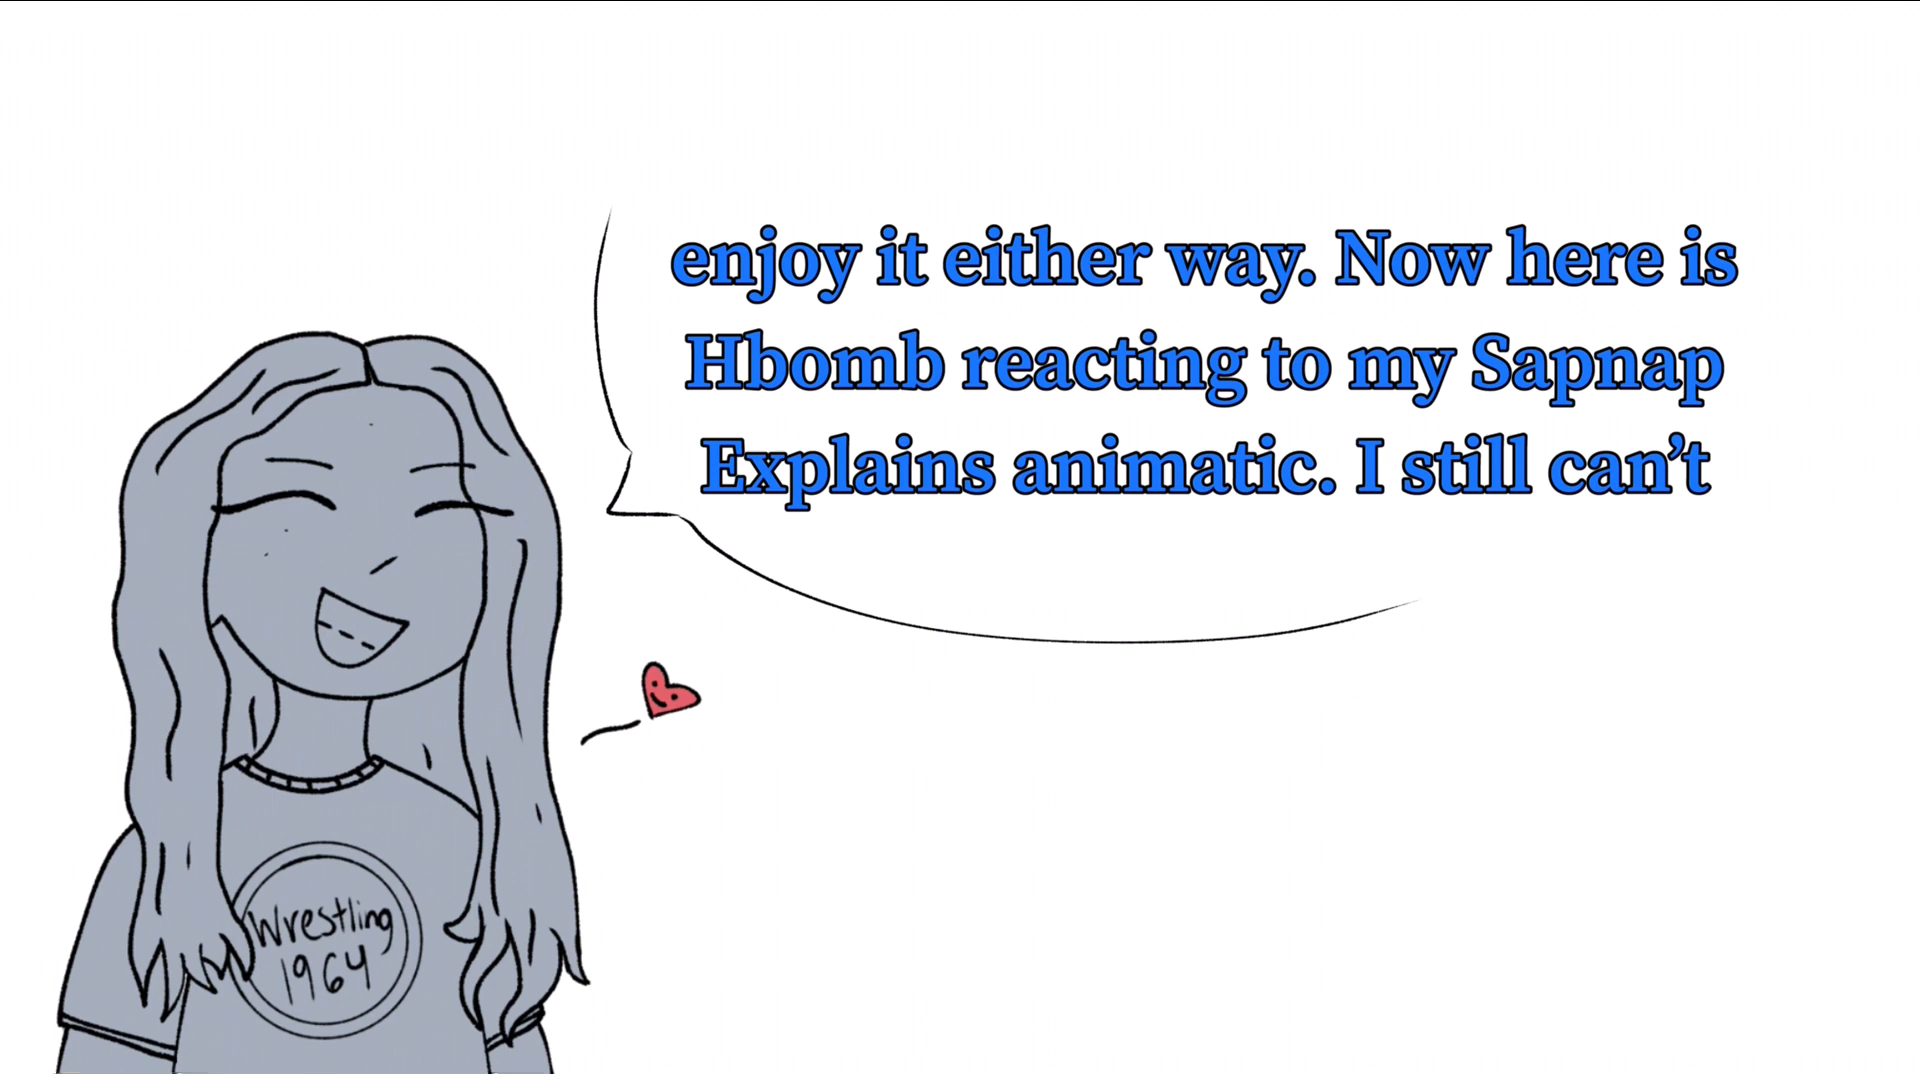 enjoy it either way. Now here is
Hbomb reacting to my Sapnap
Explains animatic. I still can’t
Wrestling
1964